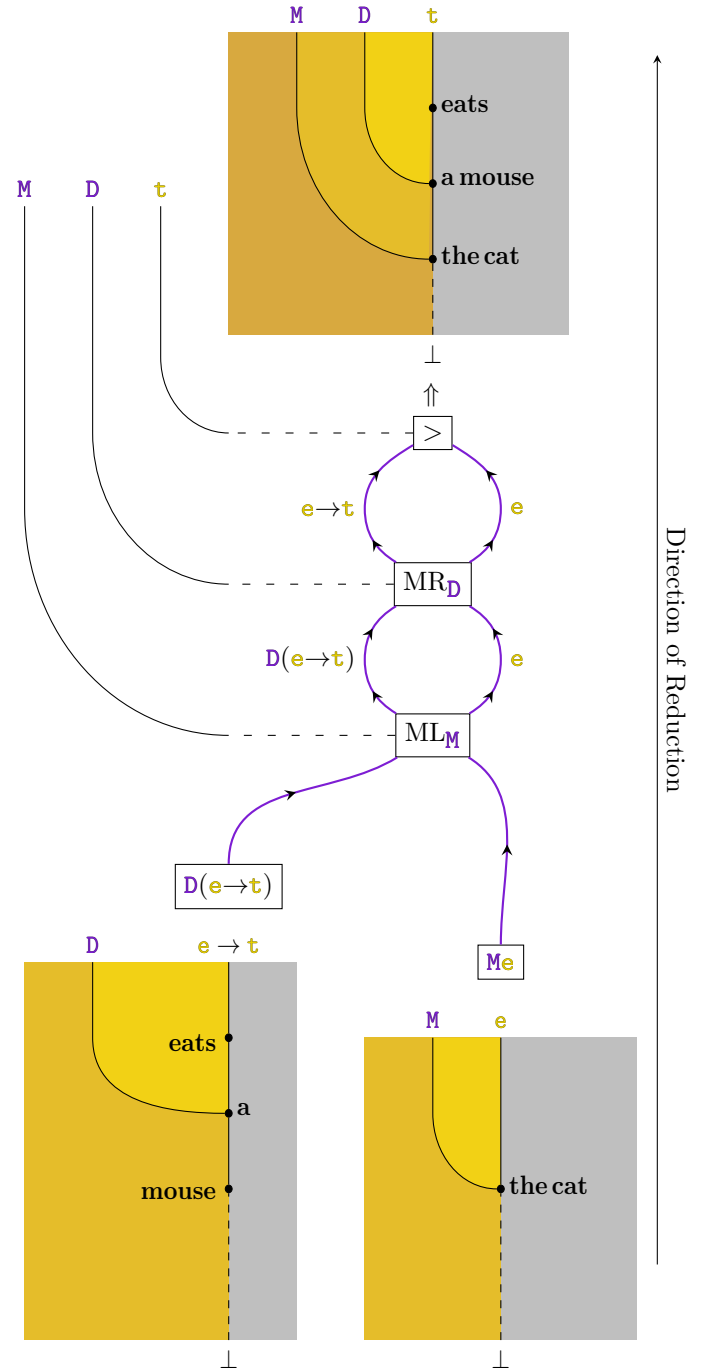 M D t
eats
a mouse
the cat
⊥
⇑
M D t
>
e→t e
MR_D
D(e→t) e
ML_M
D(e→t)
Me
Direction of Reduction
D e → t
eats
a
mouse
⊥
M e
the cat
⊥